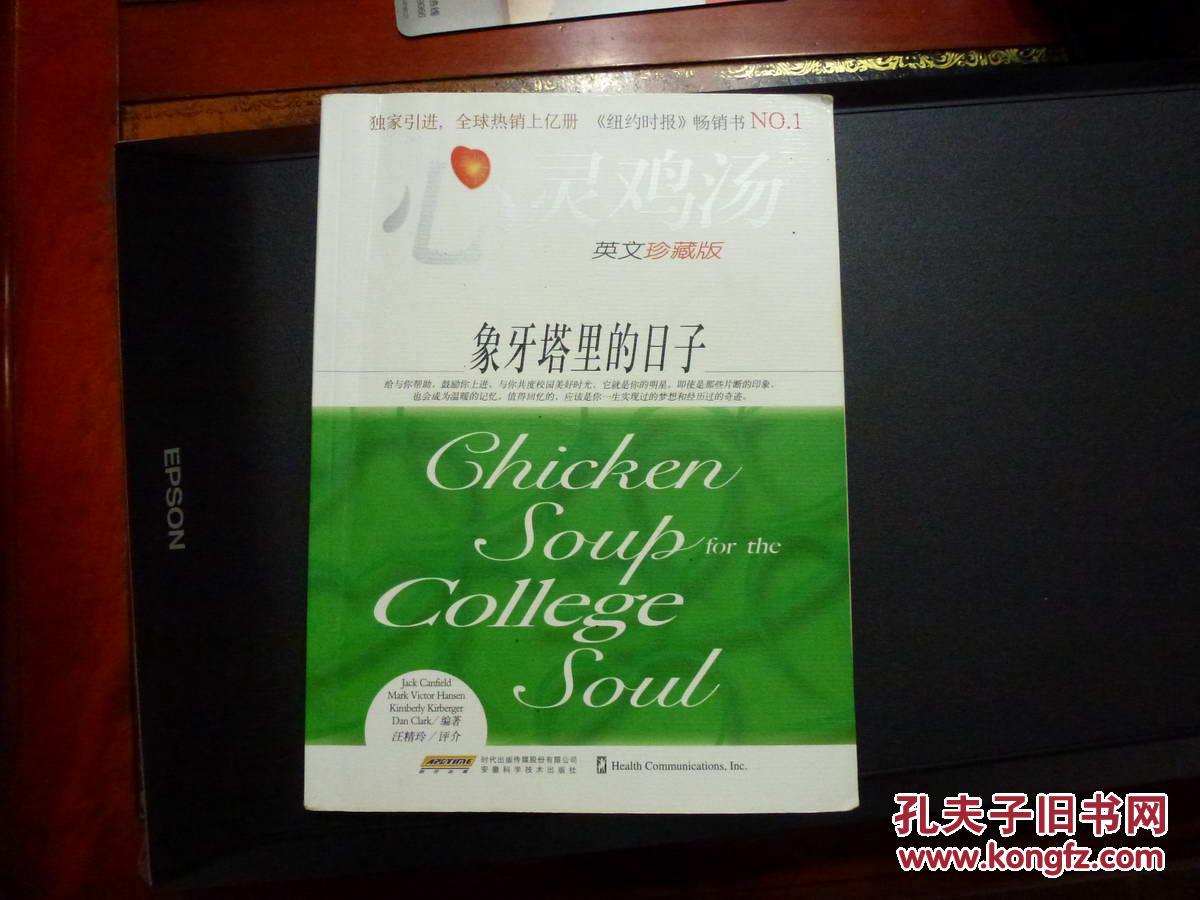 独家引进，全球热销上亿册 《纽约时报》畅销书 NO.1
心灵鸡汤
英文珍藏版
象牙塔里的日子
给与你帮助，鼓励你上进，与你共度校园美好时光，它就是你的明星。即使是那些片断的印象，
也会成为温暖的记忆。值得回忆的，应该是你一生实现过的梦想和经历过的奇迹。
Chicken
Soup for the
College
Soul
Jack Canfield
Mark Victor Hansen
Kimberly Kirberger
Dan Clark／编著
汪精玲／评介
时代出版传媒股份有限公司
安徽科学技术出版社
Health Communications, Inc.
EPSON
孔夫子旧书网
www.kongfz.com